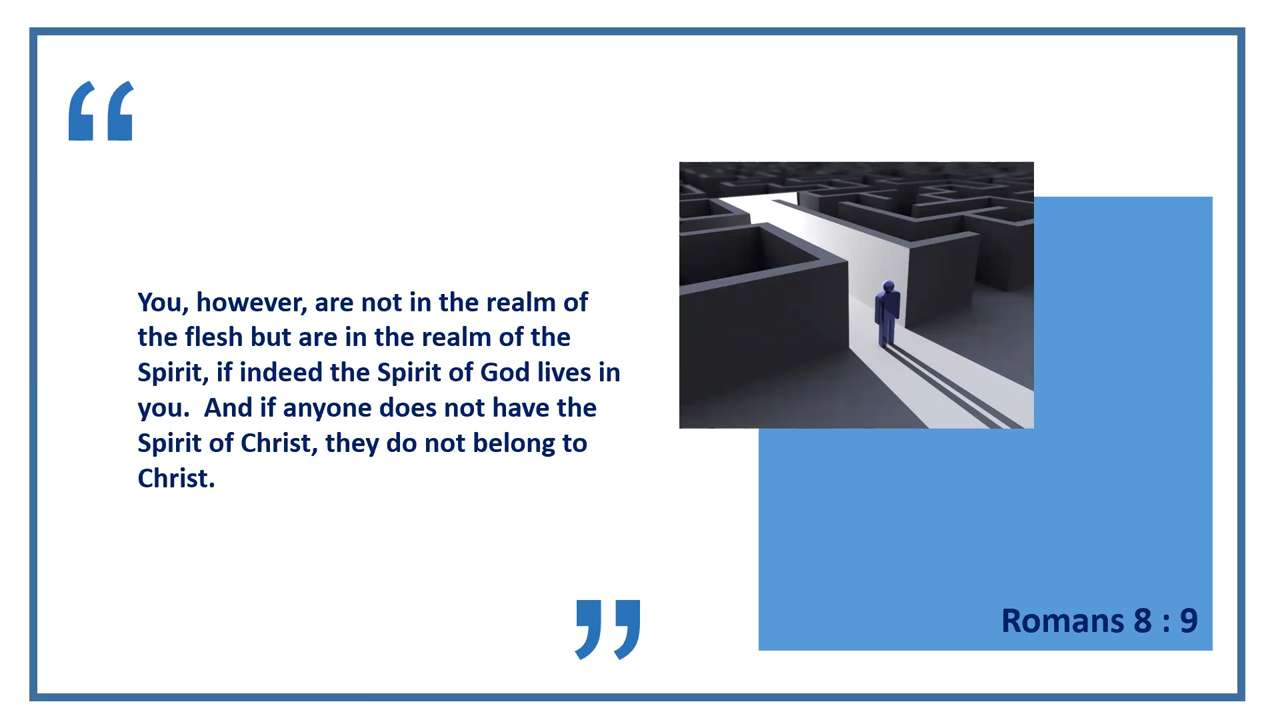 “
You, however, are not in the realm of
the flesh but are in the realm of the
Spirit, if indeed the Spirit of God lives in
you.  And if anyone does not have the
Spirit of Christ, they do not belong to
Christ.
”
Romans 8 : 9